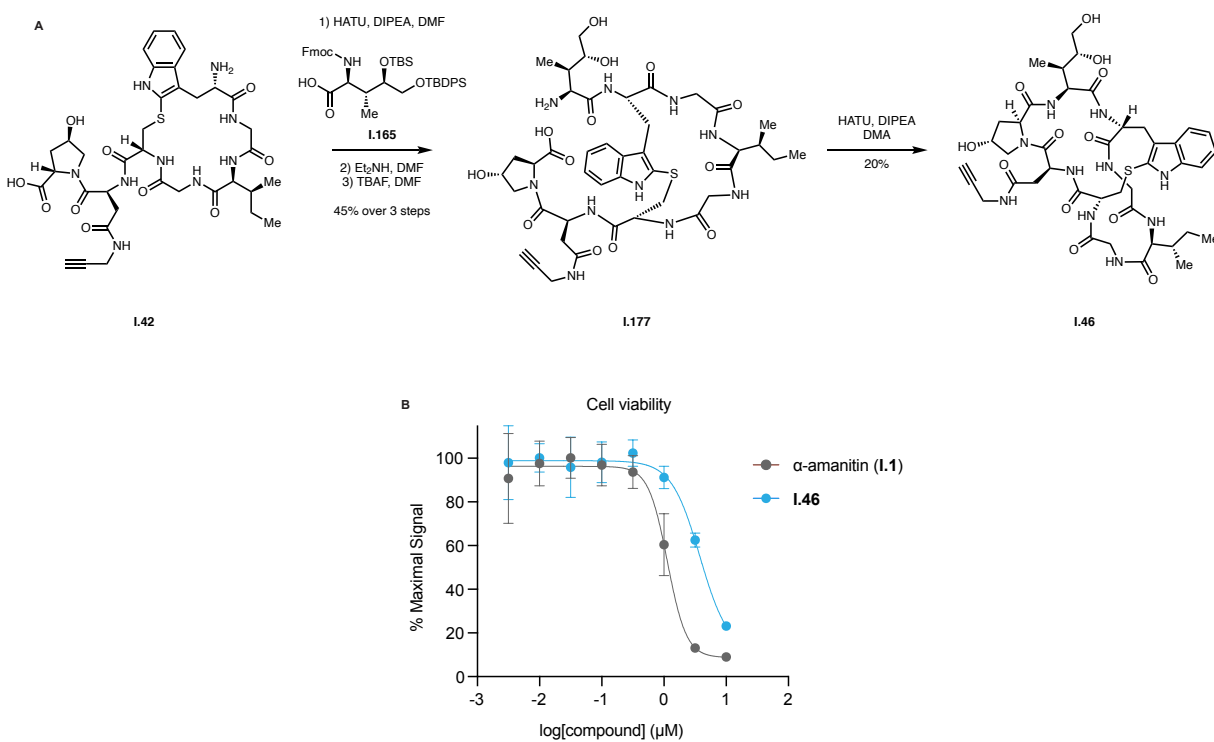 A
1) HATU, DIPEA, DMF
Fmoc
NH
OTBS
HO
O
OTBDPS
Me
I.165
2) Et₂NH, DMF
3) TBAF, DMF
45% over 3 steps
HATU, DIPEA
DMA
20%
I.42
I.177
I.46
B
Cell viability
% Maximal Signal
100
80
60
40
20
0
-3
-2
-1
0
1
2
log[compound] (µM)
α-amanitin (I.1)
I.46